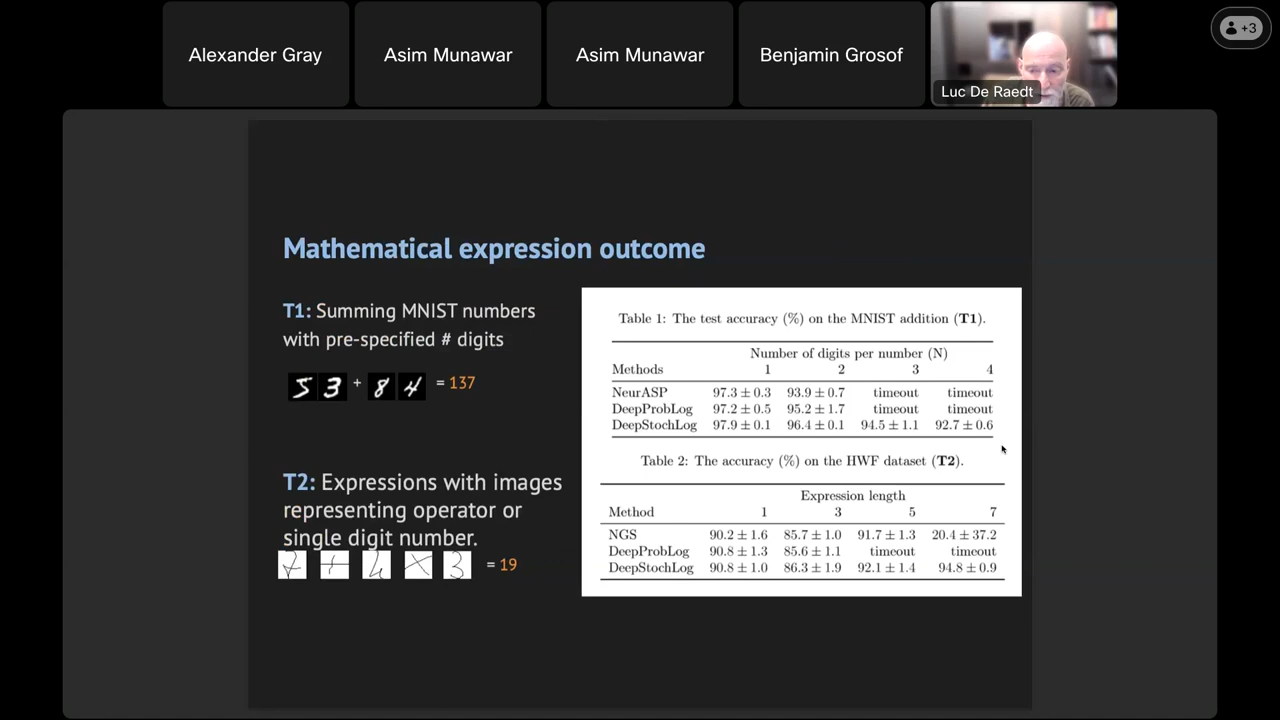 Alexander Gray
Asim Munawar
Asim Munawar
Benjamin Grosof
Luc De Raedt
+3
Mathematical expression outcome
T1: Summing MNIST numbers
with pre-specified # digits
5 3 + 8 4 = 137
T2: Expressions with images
representing operator or
single digit number.
7 + 4 × 3 = 19
Table 1: The test accuracy (%) on the MNIST addition (T1).
Number of digits per number (N)
Methods 1 2 3 4
NeurASP 97.3 ± 0.3 93.9 ± 0.7 timeout timeout
DeepProbLog 97.2 ± 0.5 95.2 ± 1.7 timeout timeout
DeepStochLog 97.9 ± 0.1 96.4 ± 0.1 94.5 ± 1.1 92.7 ± 0.6
Table 2: The accuracy (%) on the HWF dataset (T2).
Expression length
Method 1 3 5 7
NGS 90.2 ± 1.6 85.7 ± 1.0 91.7 ± 1.3 20.4 ± 37.2
DeepProbLog 90.8 ± 1.3 85.6 ± 1.1 timeout timeout
DeepStochLog 90.8 ± 1.0 86.3 ± 1.9 92.1 ± 1.4 94.8 ± 0.9